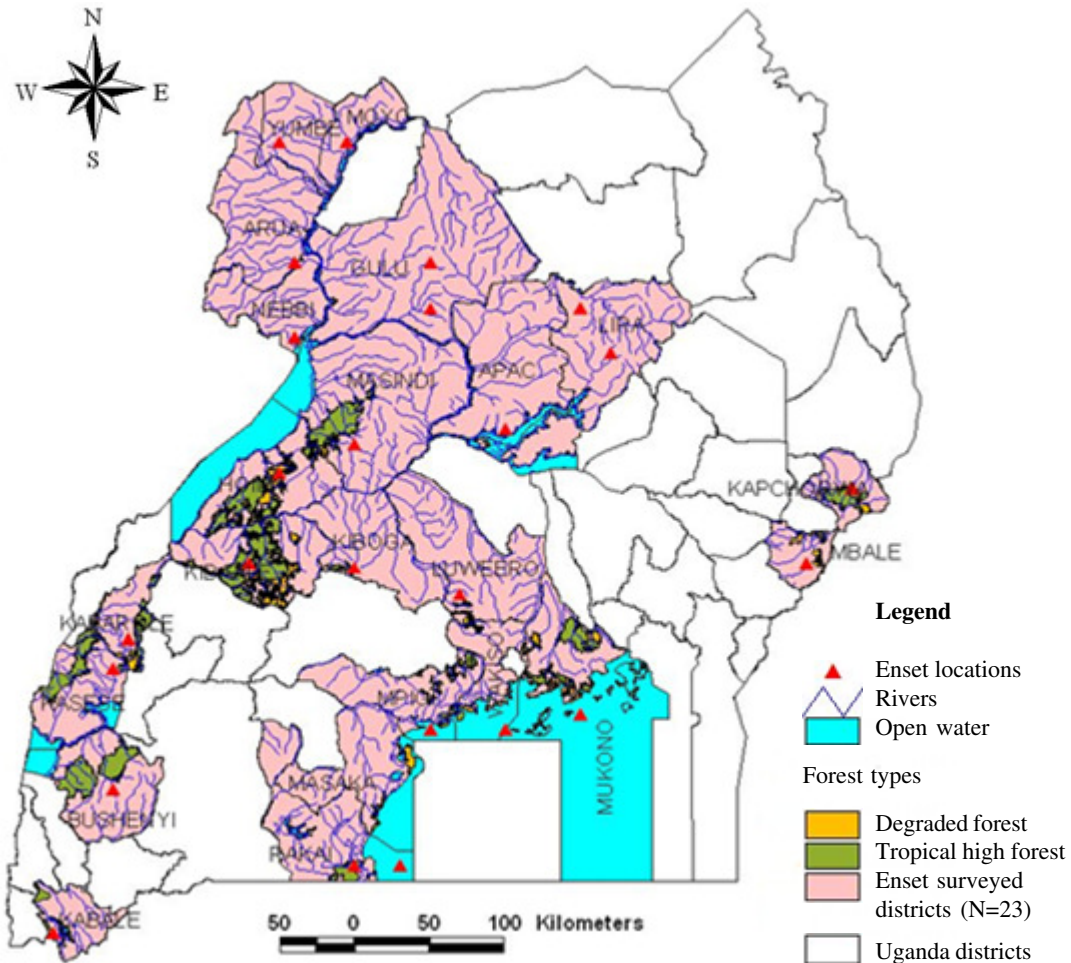 N
W E
S
YUMBE
MOYO
ARUA
GULU
NEBBI
LIRA
APAC
MASINDI
KAPCHORWA
KIBOGA
MBALE
LUWEERO
KASESE
MASAKA
MUKONO
BUSHENYI
RAKAI
KABALE
50 0 50 100 Kilometers
Legend
Enset locations
Rivers
Open water
Forest types
Degraded forest
Tropical high forest
Enset surveyed
districts (N=23)
Uganda districts